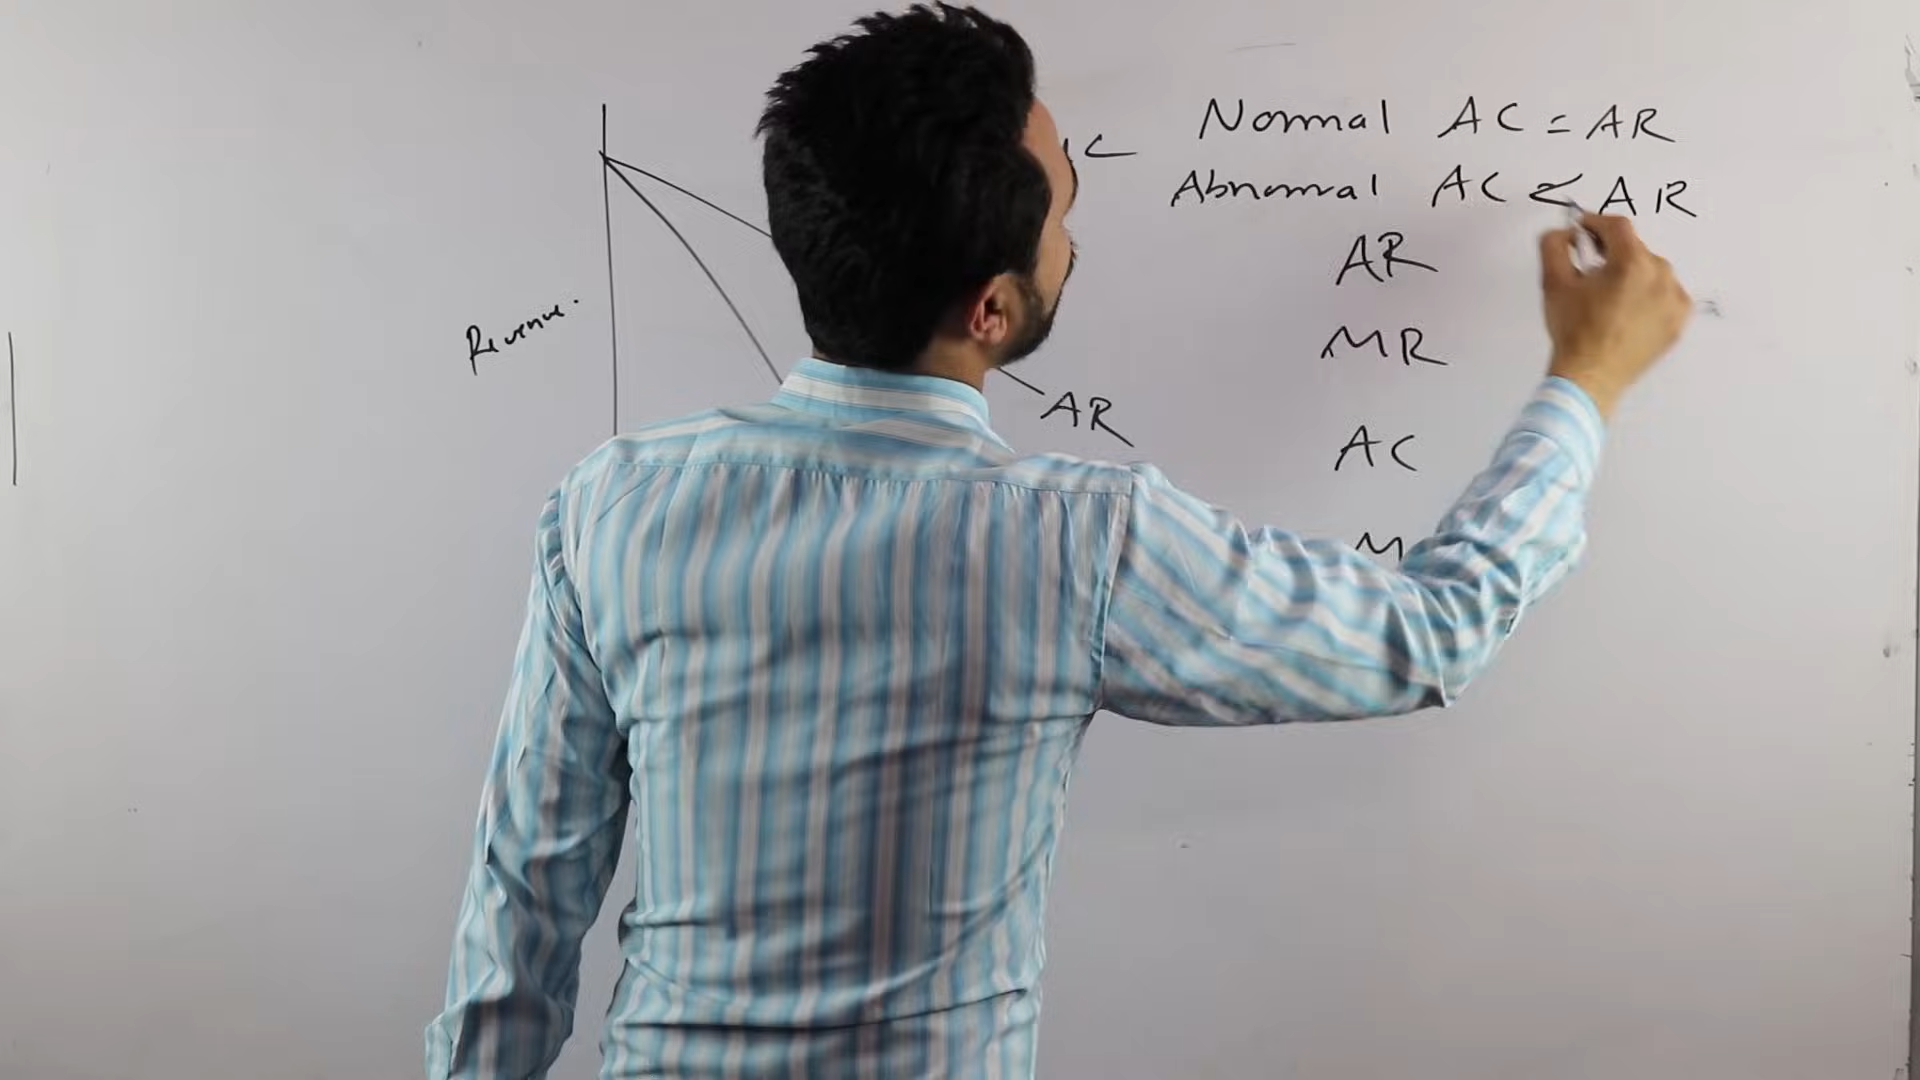 Normal AC = AR
Abnormal AC < AR
AR
MR
AC
Revenue.
AR